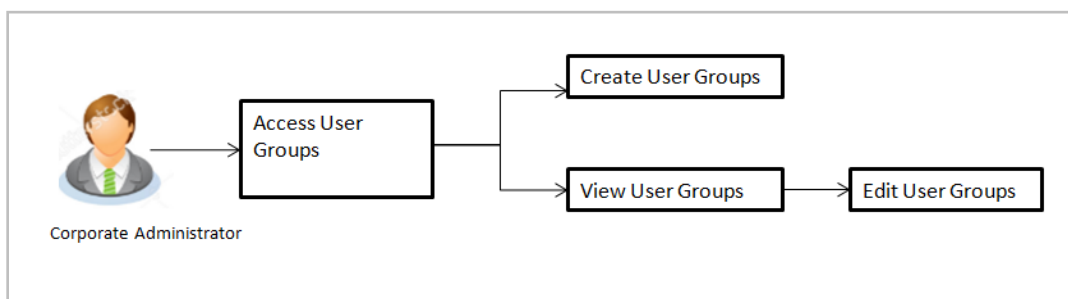 Create User Groups
Access User
Groups
View User Groups
Edit User Groups
Corporate Administrator